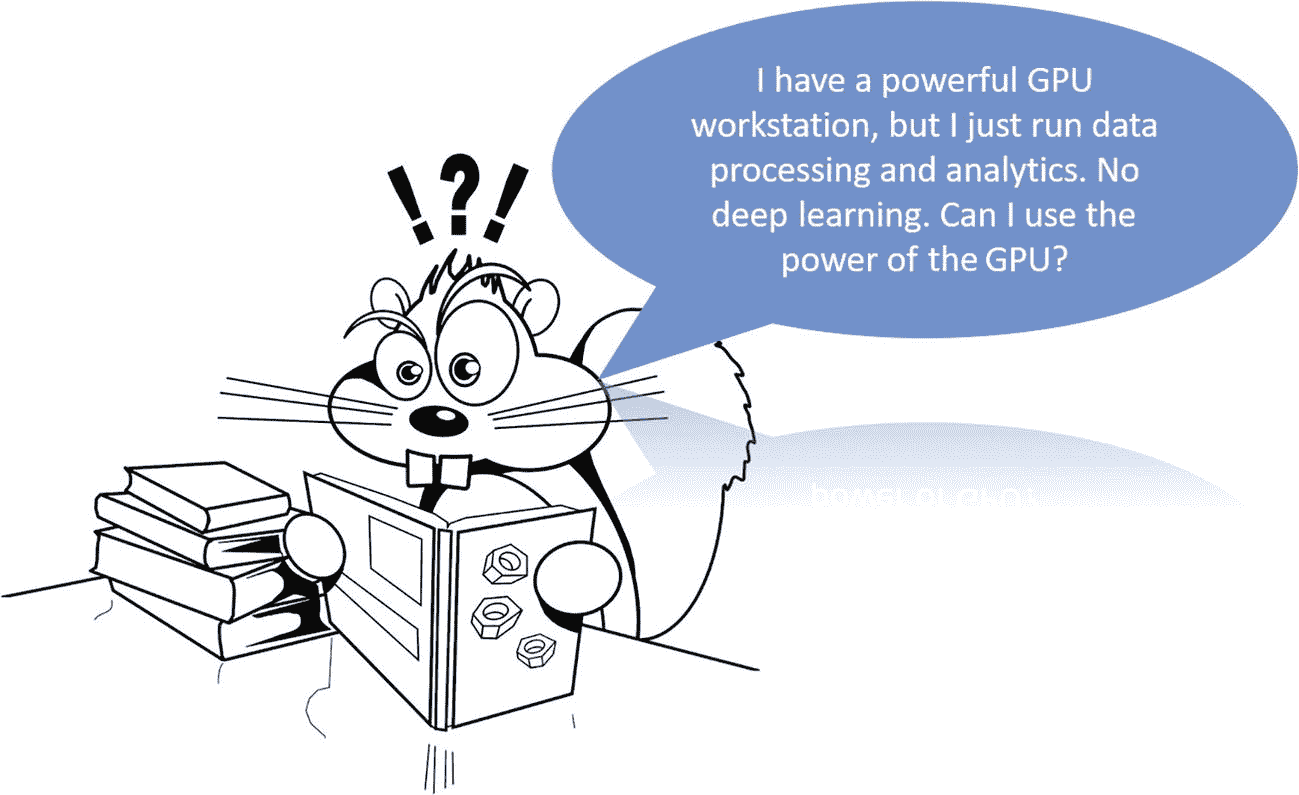 I have a powerful GPU
workstation, but I just run data
processing and analytics. No
deep learning. Can I use the
power of the GPU?
!?!